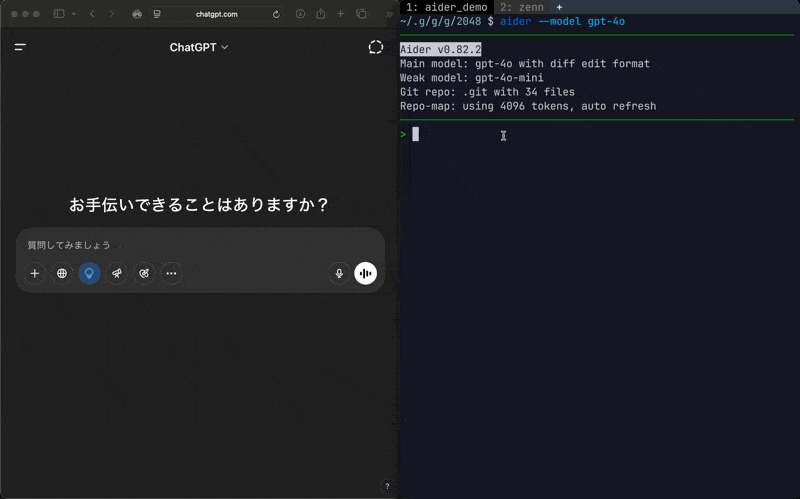 chatgpt.com
ChatGPT
お手伝いできることはありますか？
質問してみましょう
?
1: aider_demo 2: zenn +
~/.g/g/g/2048 $ aider --model gpt-4o
Aider v0.82.2
Main model: gpt-4o with diff edit format
Weak model: gpt-4o-mini
Git repo: .git with 34 files
Repo-map: using 4096 tokens, auto refresh
>